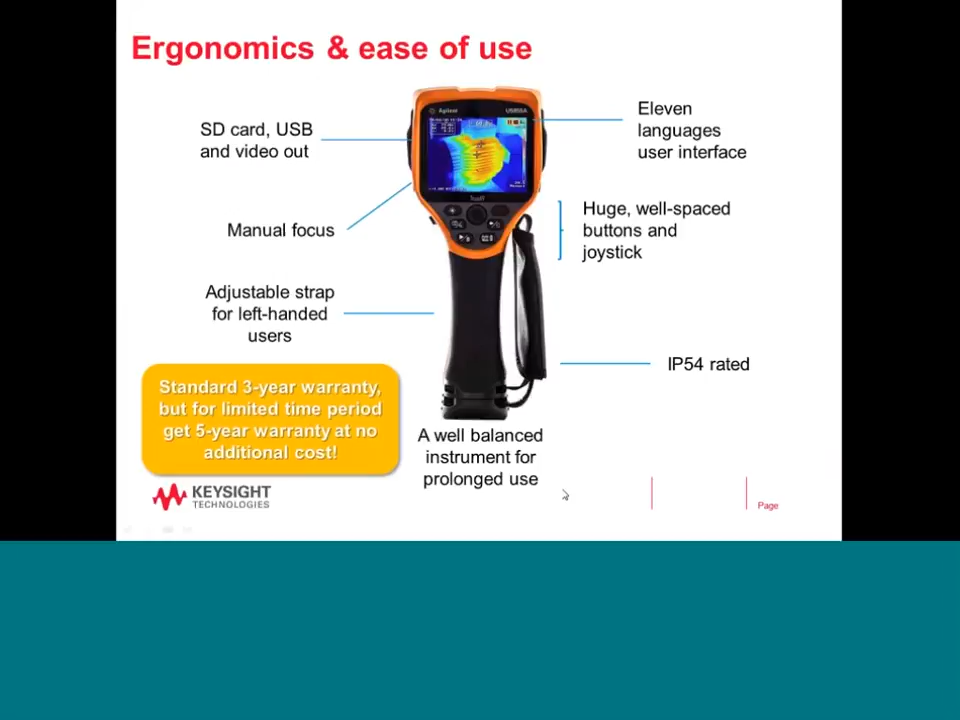 Ergonomics & ease of use
SD card, USB
and video out
Manual focus
Adjustable strap
for left-handed
users
Standard 3-year warranty,
but for limited time period
get 5-year warranty at no
additional cost!
Agilent
A well balanced
instrument for
prolonged use
Eleven
languages
user interface
Huge, well-spaced
buttons and
joystick
IP54 rated
KEYSIGHT
TECHNOLOGIES
Page